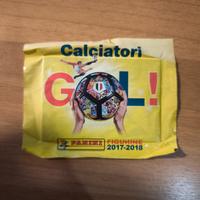 Calciatori
GOL!
PANINI FIGURINE
2017-2018